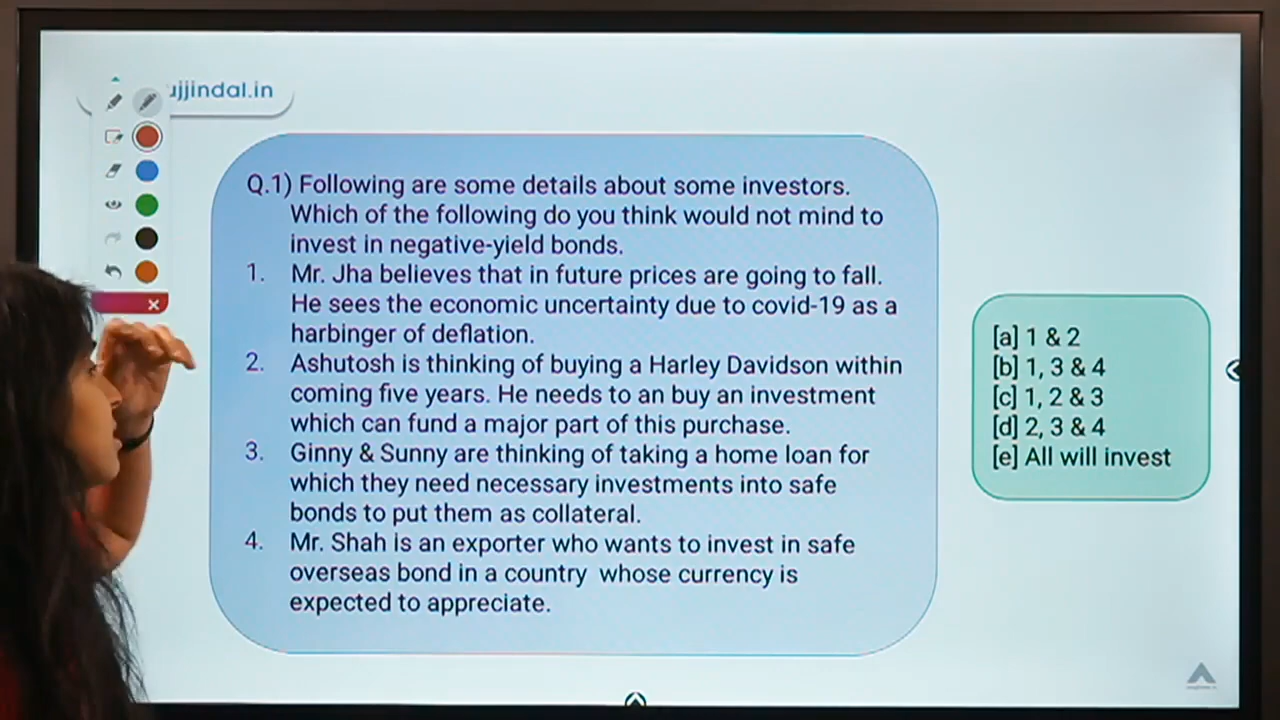 ujjindal.in
Q.1) Following are some details about some investors.
Which of the following do you think would not mind to
invest in negative-yield bonds.
1. Mr. Jha believes that in future prices are going to fall.
He sees the economic uncertainty due to covid-19 as a
harbinger of deflation.
2. Ashutosh is thinking of buying a Harley Davidson within
coming five years. He needs to an buy an investment
which can fund a major part of this purchase.
3. Ginny & Sunny are thinking of taking a home loan for
which they need necessary investments into safe
bonds to put them as collateral.
4. Mr. Shah is an exporter who wants to invest in safe
overseas bond in a country whose currency is
expected to appreciate.
[a] 1 & 2
[b] 1, 3 & 4
[c] 1, 2 & 3
[d] 2, 3 & 4
[e] All will invest